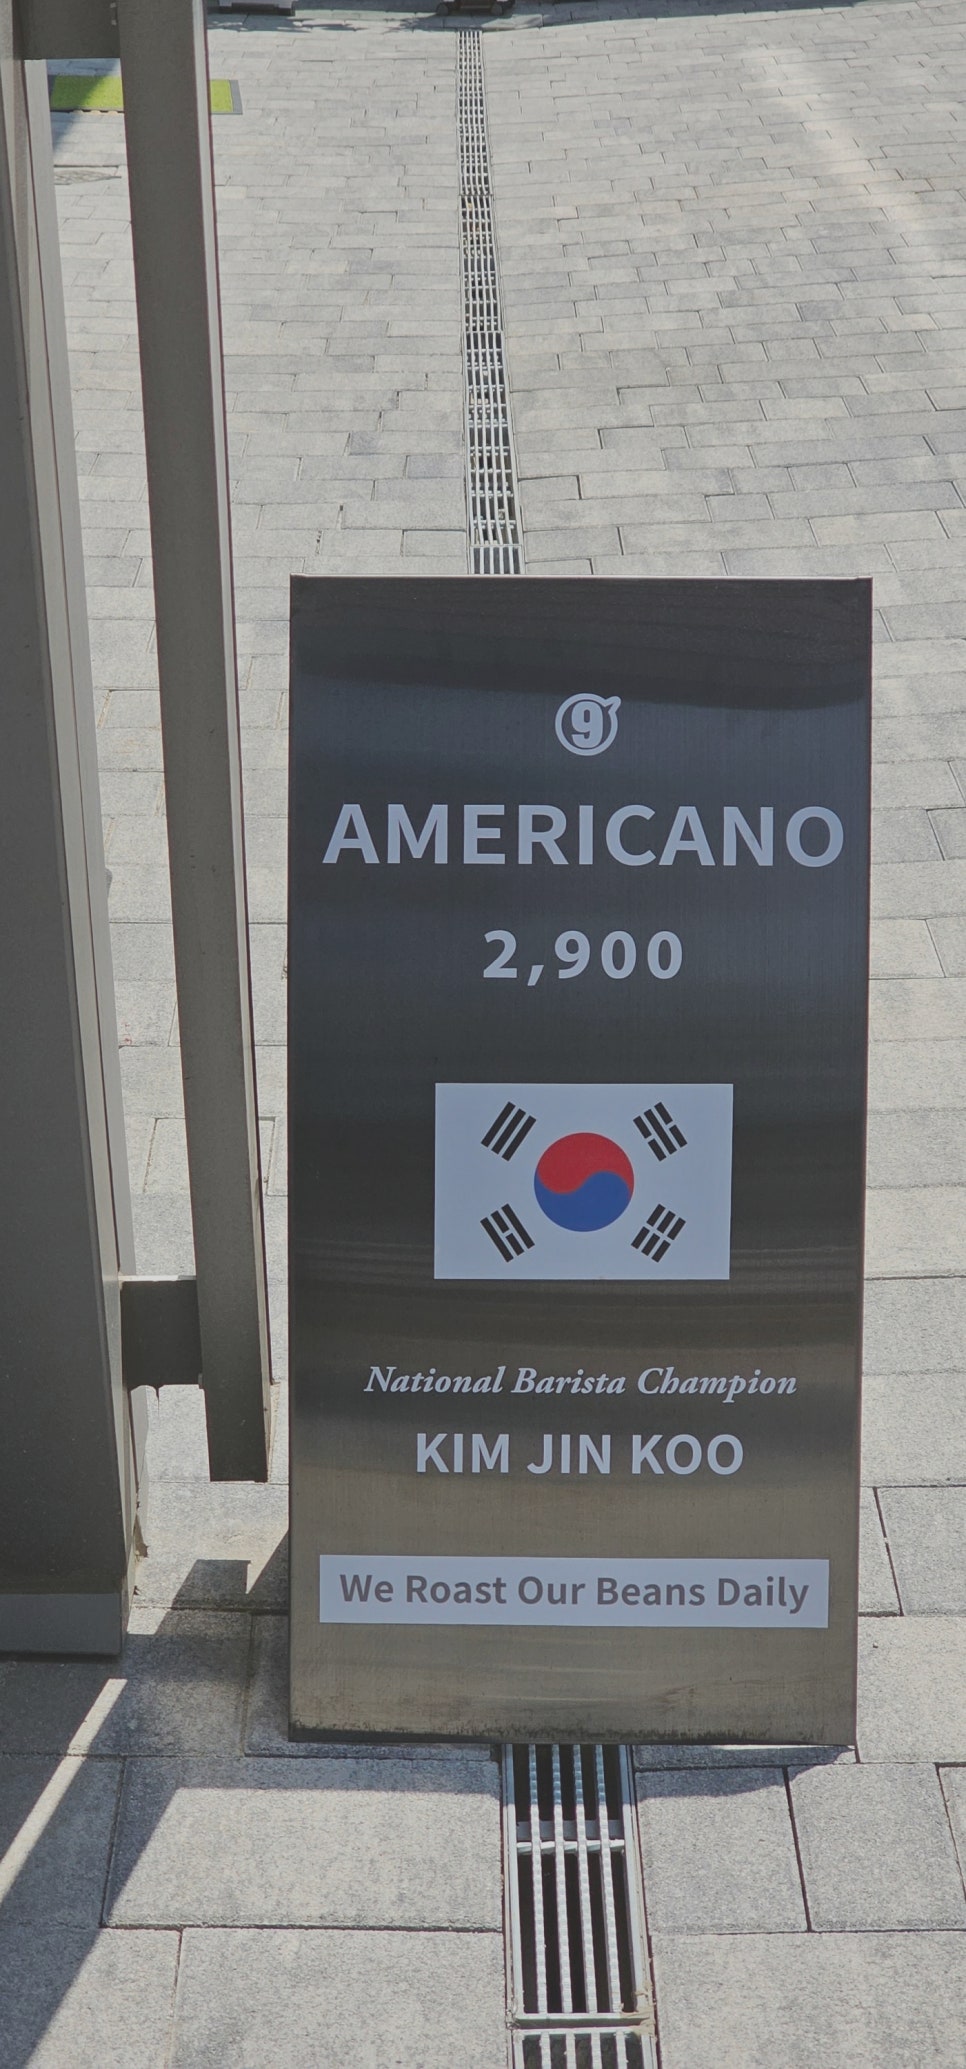 9
AMERICANO
2,900
National Barista Champion
KIM JIN KOO
We Roast Our Beans Daily